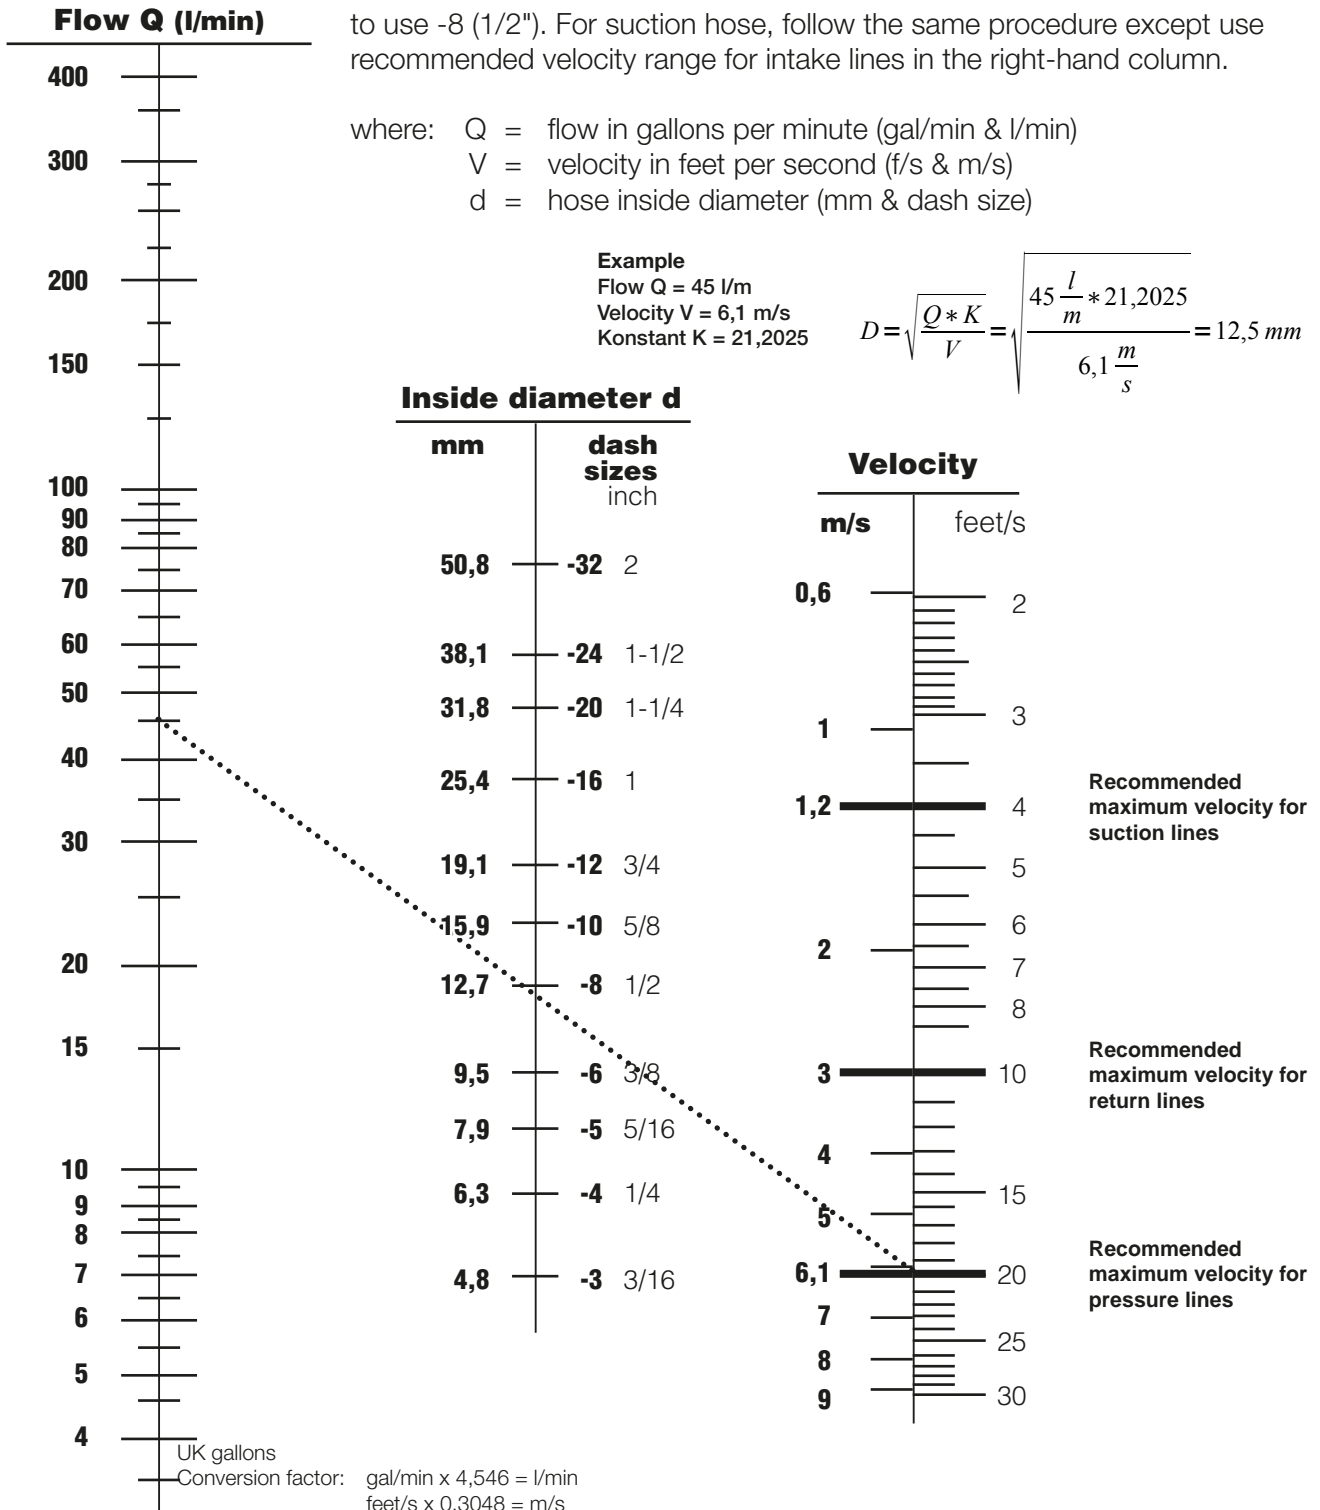 Flow Q (l/min)
to use -8 (1/2"). For suction hose, follow the same procedure except use
recommended velocity range for intake lines in the right-hand column.
where: Q = flow in gallons per minute (gal/min & l/min)
V = velocity in feet per second (f/s & m/s)
d = hose inside diameter (mm & dash size)
Example
Flow Q = 45 l/m
Velocity V = 6,1 m/s
Konstant K = 21,2025
D = √(Q * K / V) = √(45 l/m * 21,2025 / 6,1 m/s) = 12,5 mm
400
300
200
150
100
90
80
70
60
50
40
30
20
15
10
9
8
7
6
5
4
Inside diameter d
mm dash sizes inch
50,8 -32 2
38,1 -24 1-1/2
31,8 -20 1-1/4
25,4 -16 1
19,1 -12 3/4
15,9 -10 5/8
12,7 -8 1/2
9,5 -6 3/8
7,9 -5 5/16
6,3 -4 1/4
4,8 -3 3/16
Velocity
m/s feet/s
0,6 2
3
1
1,2 4
5
6
2
7
8
3 10
4
15
5
6,1 20
7
25
8
9 30
Recommended
maximum velocity for
suction lines
Recommended
maximum velocity for
return lines
Recommended
maximum velocity for
pressure lines
UK gallons
Conversion factor: gal/min x 4,546 = l/min
feet/s x 0,3048 = m/s